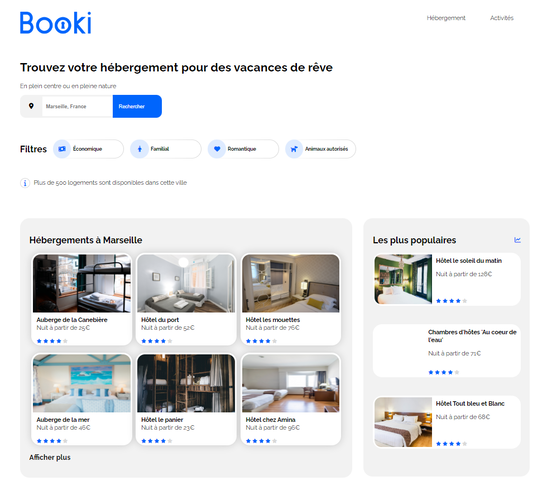 Booki
Hébergement
Activités
Trouvez votre hébergement pour des vacances de rêve
En plein centre ou en pleine nature
Marseille, France
Rechercher
Filtres
Économique
Familial
Romantique
Animaux autorisés
Plus de 500 logements sont disponibles dans cette ville
Hébergements à Marseille
Auberge de la Canebière
Nuit à partir de 25€
Hôtel du port
Nuit à partir de 52€
Hôtel les mouettes
Nuit à partir de 76€
Auberge de la mer
Nuit à partir de 46€
Hôtel le panier
Nuit à partir de 23€
Hôtel chez Amina
Nuit à partir de 96€
Afficher plus
Les plus populaires
Hôtel le soleil du matin
Nuit à partir de 128€
Chambres d'hôtes 'Au coeur de
l'eau'
Nuit à partir de 71€
Hôtel Tout bleu et Blanc
Nuit à partir de 68€